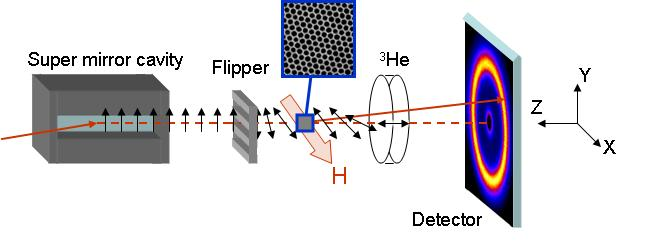 Super mirror cavity
Flipper
³He
H
Detector
Y
Z
X